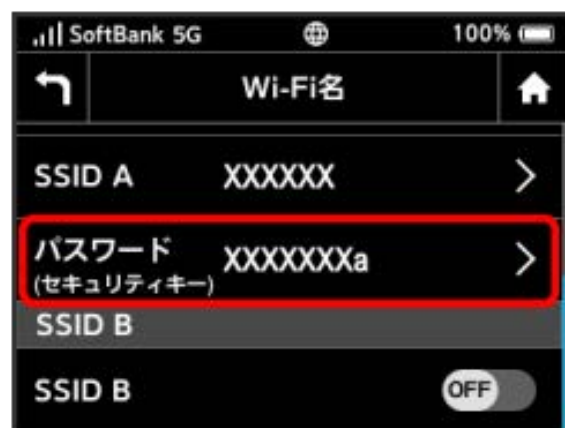 SoftBank 5G 100%
Wi-Fi名
SSID A XXXXXX
パスワード XXXXXXXa
(セキュリティキー)
SSID B
SSID B OFF